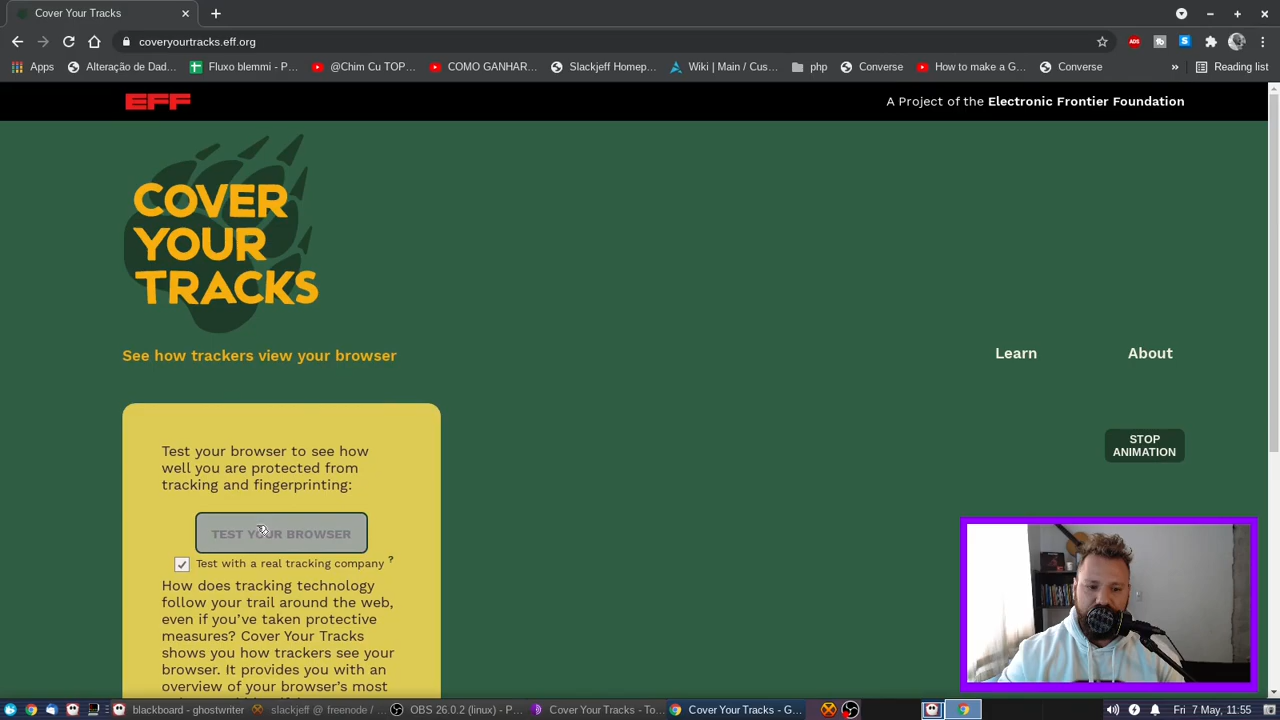 Cover Your Tracks
coveryourtracks.eff.org
ADS
Apps
Alteração de Dad...
Fluxo blemmi - P...
@Chim Cu TOP...
COMO GANHAR...
Slackjeff Homep...
Wiki | Main / Cus...
php
Converse
How to make a G...
Converse
»
Reading list
EFF
A Project of the Electronic Frontier Foundation
COVER
YOUR
TRACKS
See how trackers view your browser
Learn
About
Test your browser to see how
well you are protected from
tracking and fingerprinting:
STOP
ANIMATION
TEST YOUR BROWSER
Test with a real tracking company ?
How does tracking technology
follow your trail around the web,
even if you've taken protective
measures? Cover Your Tracks
shows you how trackers see your
browser. It provides you with an
overview of your browser's most
blackboard - ghostwriter
slackjeff @ freenode / ...
OBS 26.0.2 (linux) - P...
Cover Your Tracks - To...
Cover Your Tracks - G...
Fri 7 May, 11:55